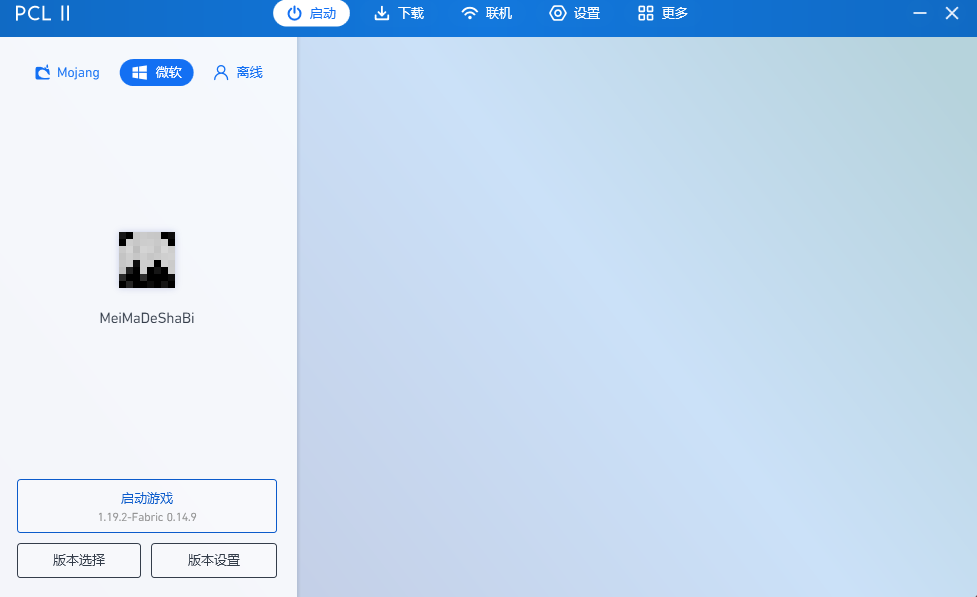 PCL II
启动
下载
联机
设置
更多
Mojang
微软
离线
MeiMaDeShaBi
启动游戏
1.19.2-Fabric 0.14.9
版本选择
版本设置